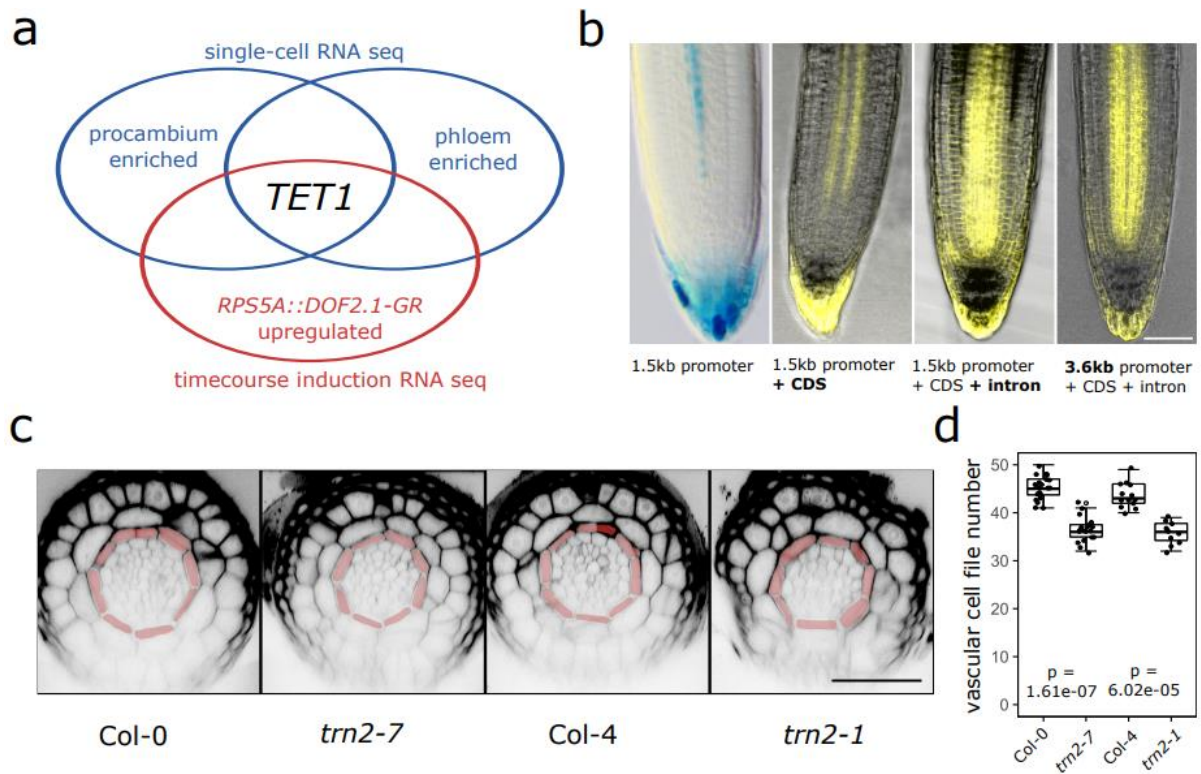 a
single-cell RNA seq
procambium
enriched
phloem
enriched
TET1
RPS5A::DOF2.1-GR
upregulated
timecourse induction RNA seq
b
1.5kb promoter
1.5kb promoter
+ CDS
1.5kb promoter
+ CDS + intron
3.6kb promoter
+ CDS + intron
c
Col-0
trn2-7
Col-4
trn2-1
d
vascular cell file number
50
40
30
20
10
0
p =
1.61e-07
p =
6.02e-05
Col-0
trn2-7
Col-4
trn2-1